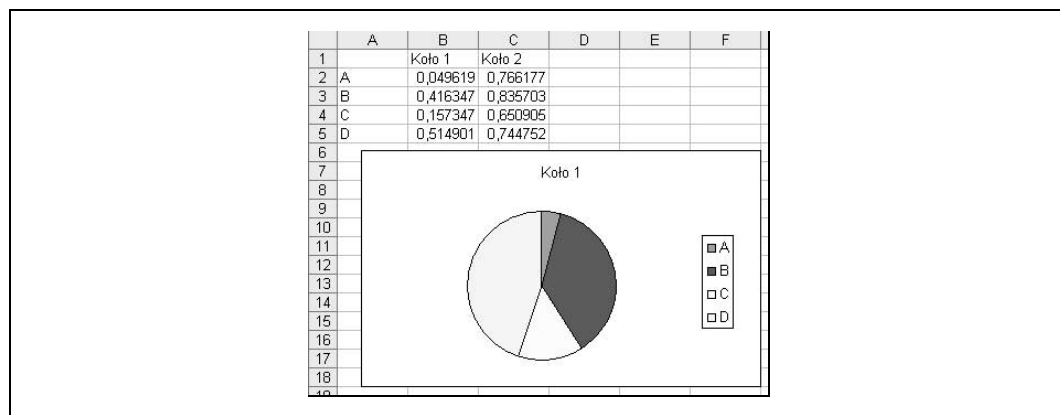 A B C D E F
1 Koło 1 Koło 2
2 A 0,049619 0,766177
3 B 0,416347 0,835703
4 C 0,157347 0,650905
5 D 0,514901 0,744752
6
7 Koło 1
8
9
10
11 A
12 B
13 C
14
15 D
16
17
18